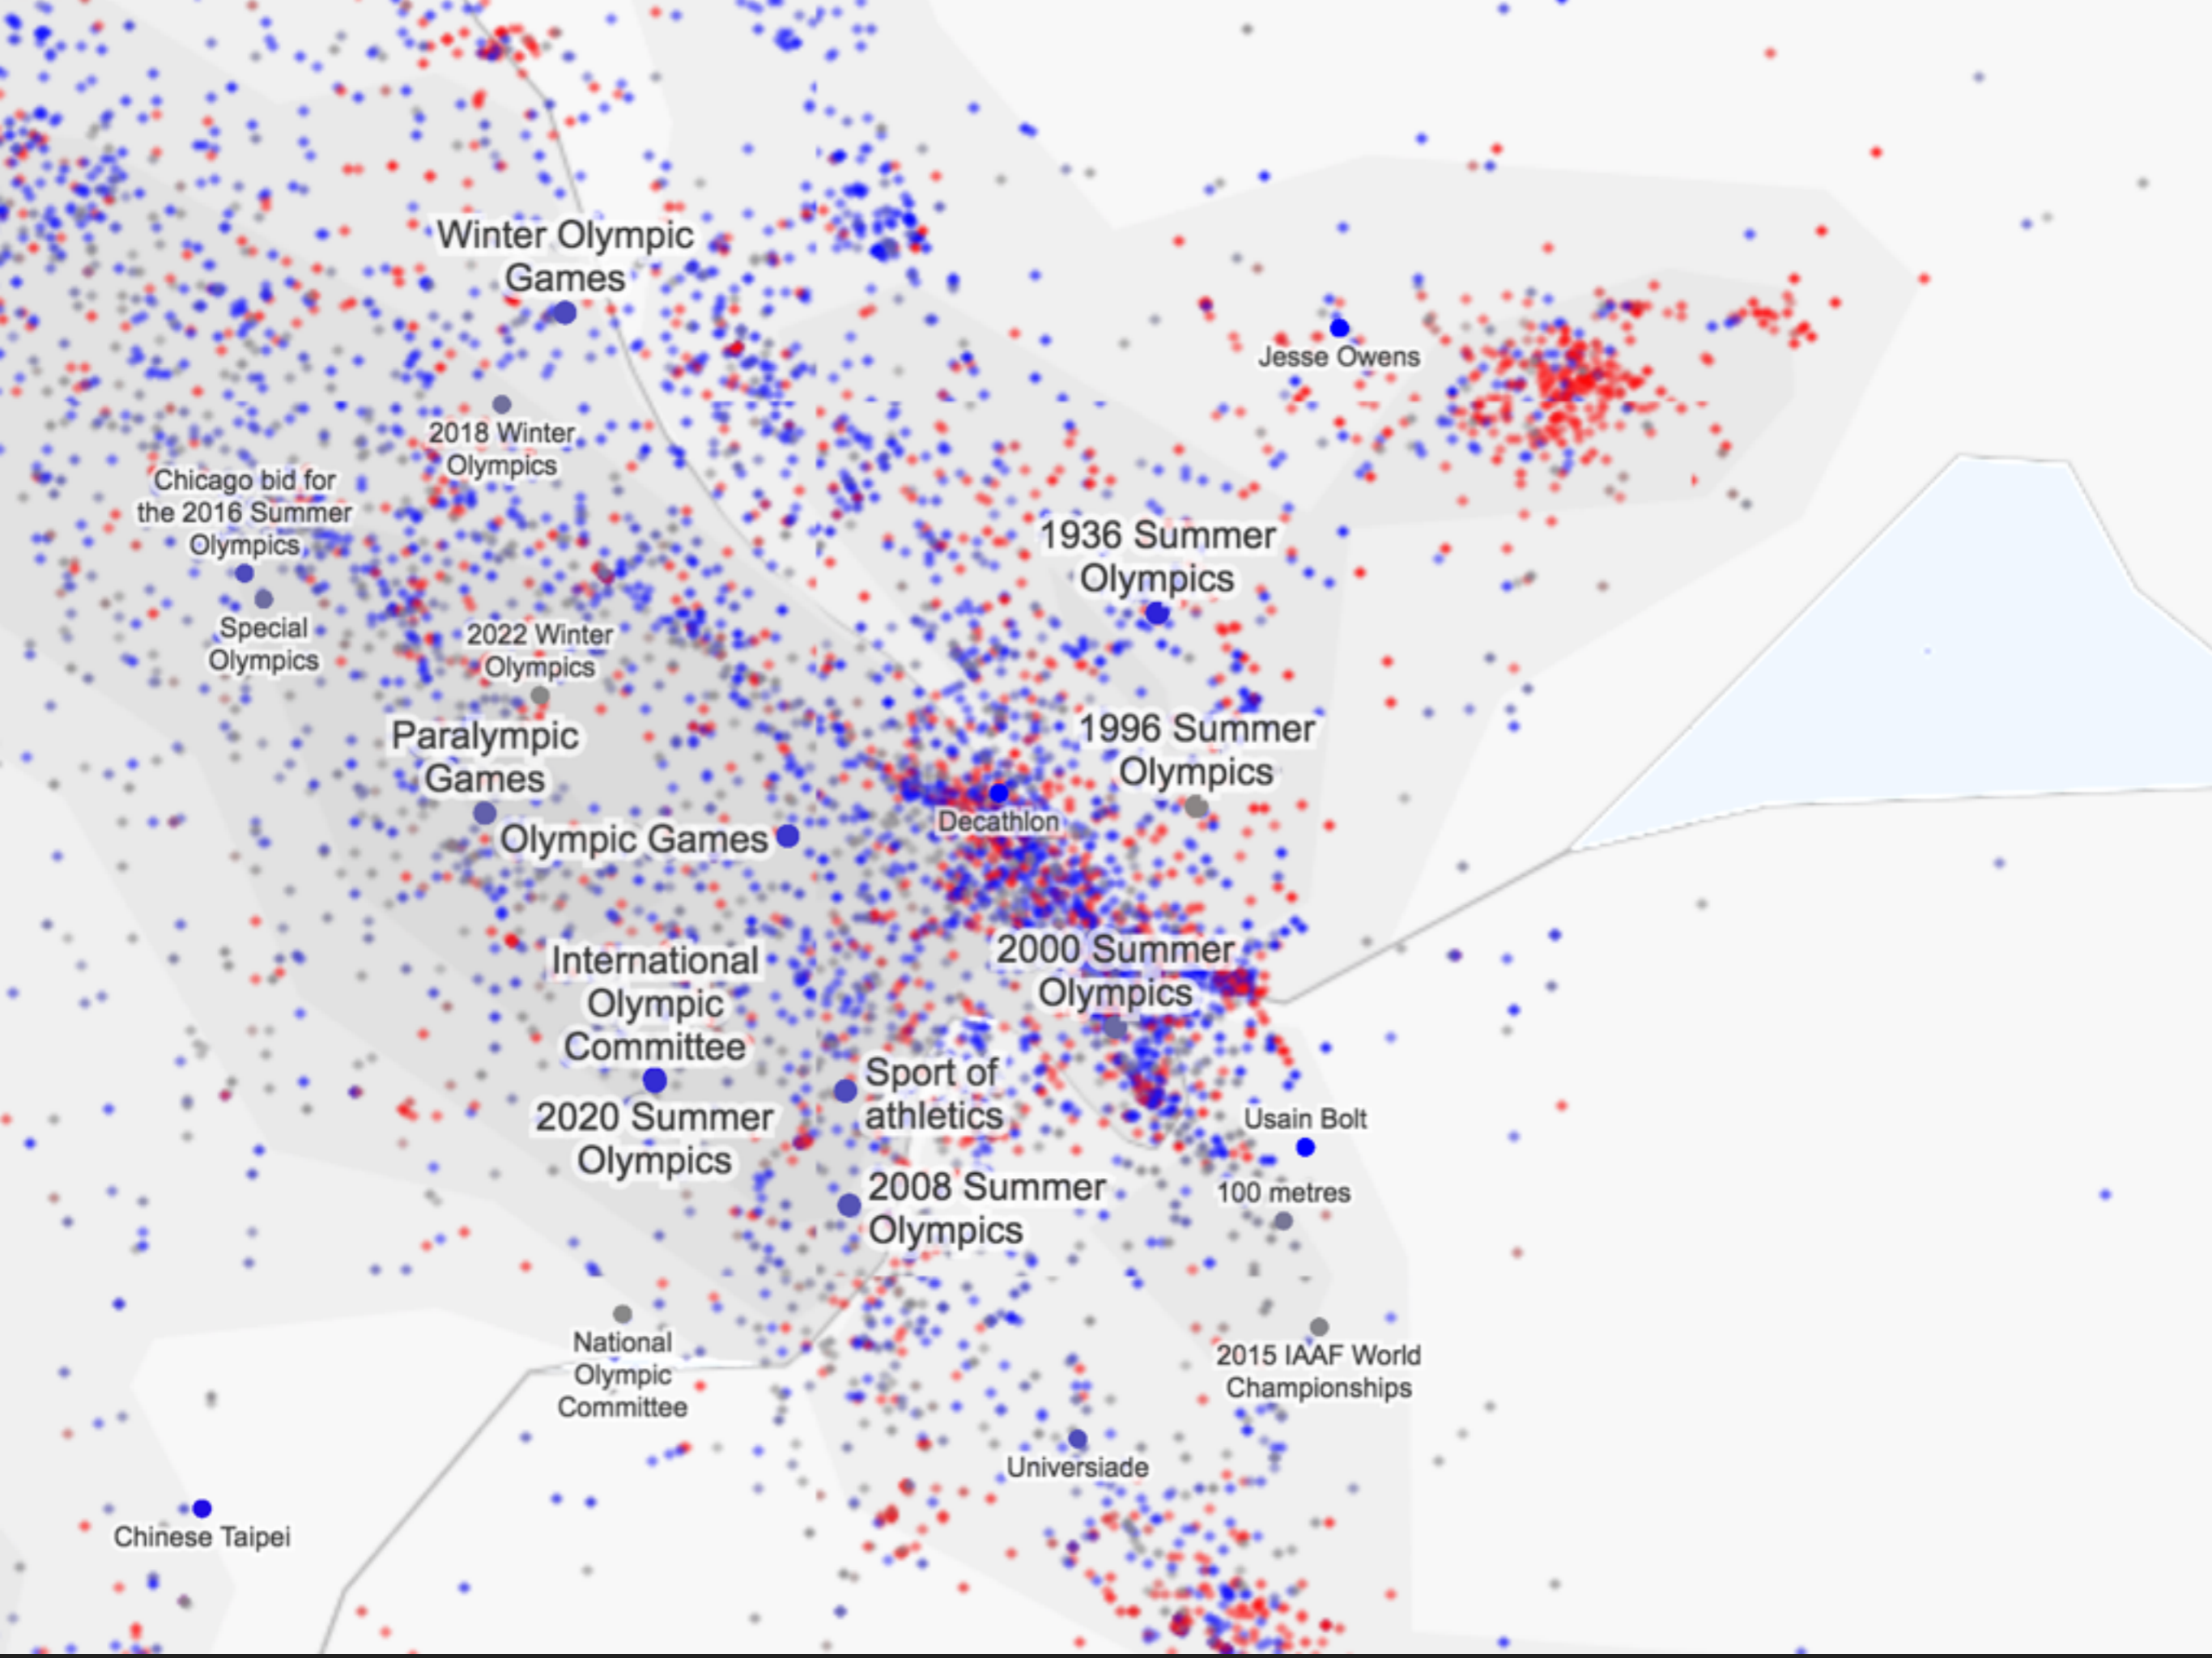 Winter Olympic
Games
Jesse Owens
2018 Winter
Olympics
Chicago bid for
the 2016 Summer
Olympics
1936 Summer
Olympics
Special
Olympics
2022 Winter
Olympics
Paralympic
Games
1996 Summer
Olympics
Olympic Games
Decathlon
International
Olympic
Committee
2000 Summer
Olympics
2020 Summer
Olympics
Sport of
athletics
Usain Bolt
100 metres
2008 Summer
Olympics
National
Olympic
Committee
2015 IAAF World
Championships
Universiade
Chinese Taipei